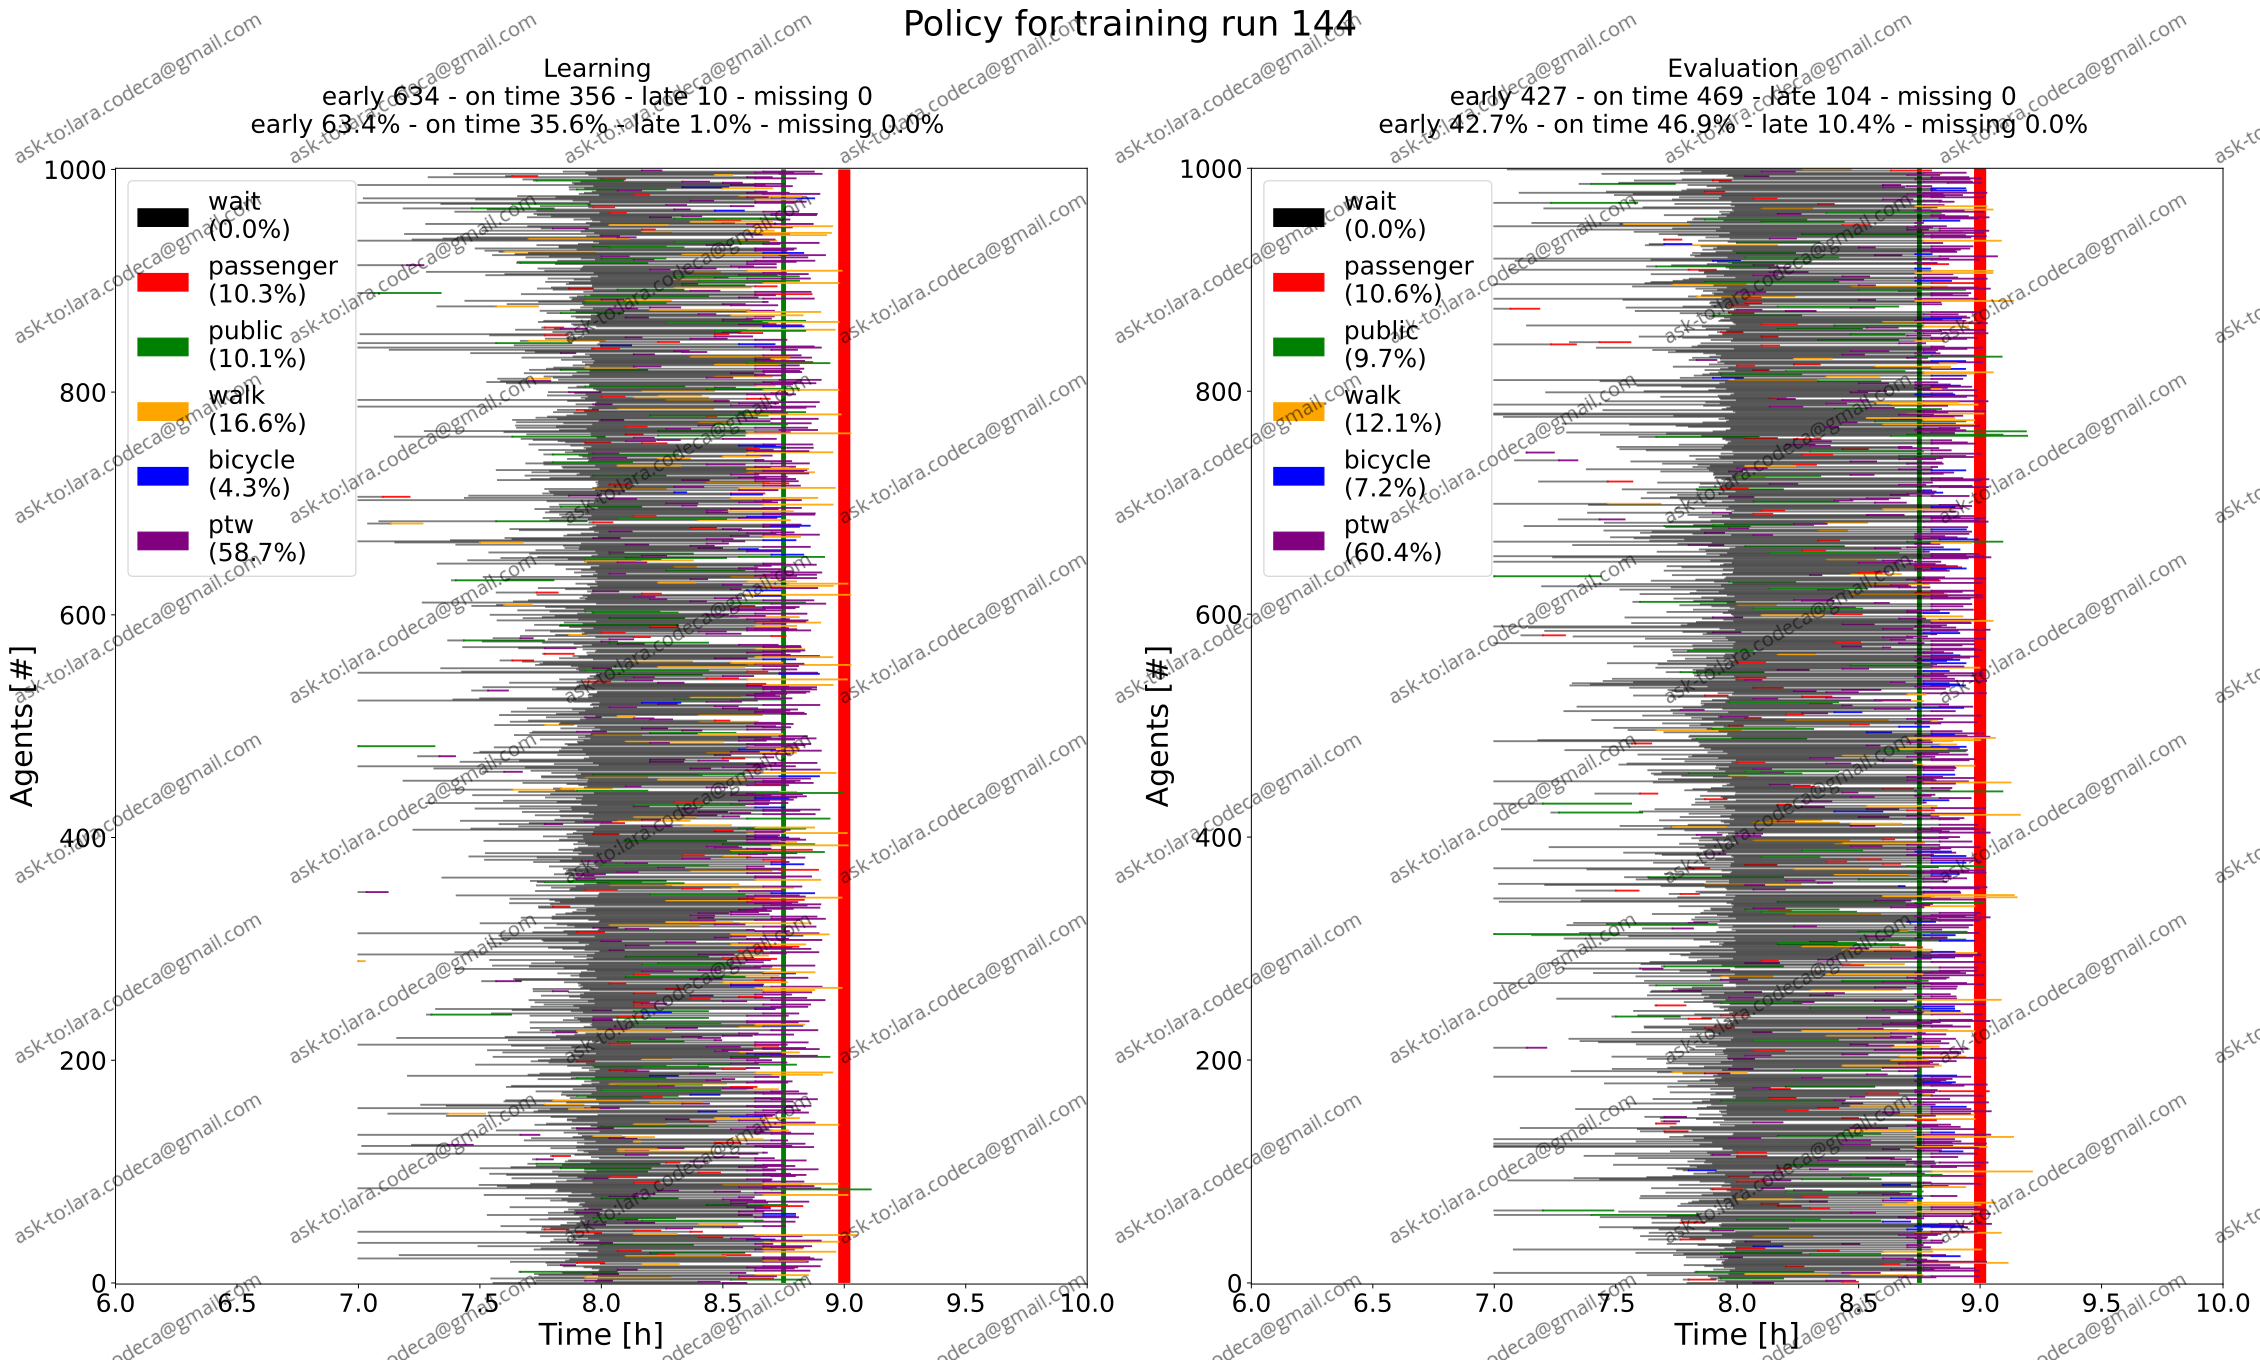 Policy for training run 144
Learning
early 634 - on time 356 - late 10 - missing 0
early 63.4% - on time 35.6% - late 1.0% - missing 0.0%
1000
800
600
400
200
0
Agents [#]
wait
(0.0%)
passenger
(10.3%)
public
(10.1%)
walk
(16.6%)
bicycle
(4.3%)
ptw
(58.7%)
6.0 6.5 7.0 7.5 8.0 8.5 9.0 9.5 10.0
Time [h]
Evaluation
early 427 - on time 469 - late 104 - missing 0
early 42.7% - on time 46.9% - late 10.4% - missing 0.0%
1000
800
600
400
200
0
Agents [#]
wait
(0.0%)
passenger
(10.6%)
public
(9.7%)
walk
(12.1%)
bicycle
(7.2%)
ptw
(60.4%)
6.0 6.5 7.0 7.5 8.0 8.5 9.0 9.5 10.0
Time [h]
ask-to:lara.codeca@gmail.com